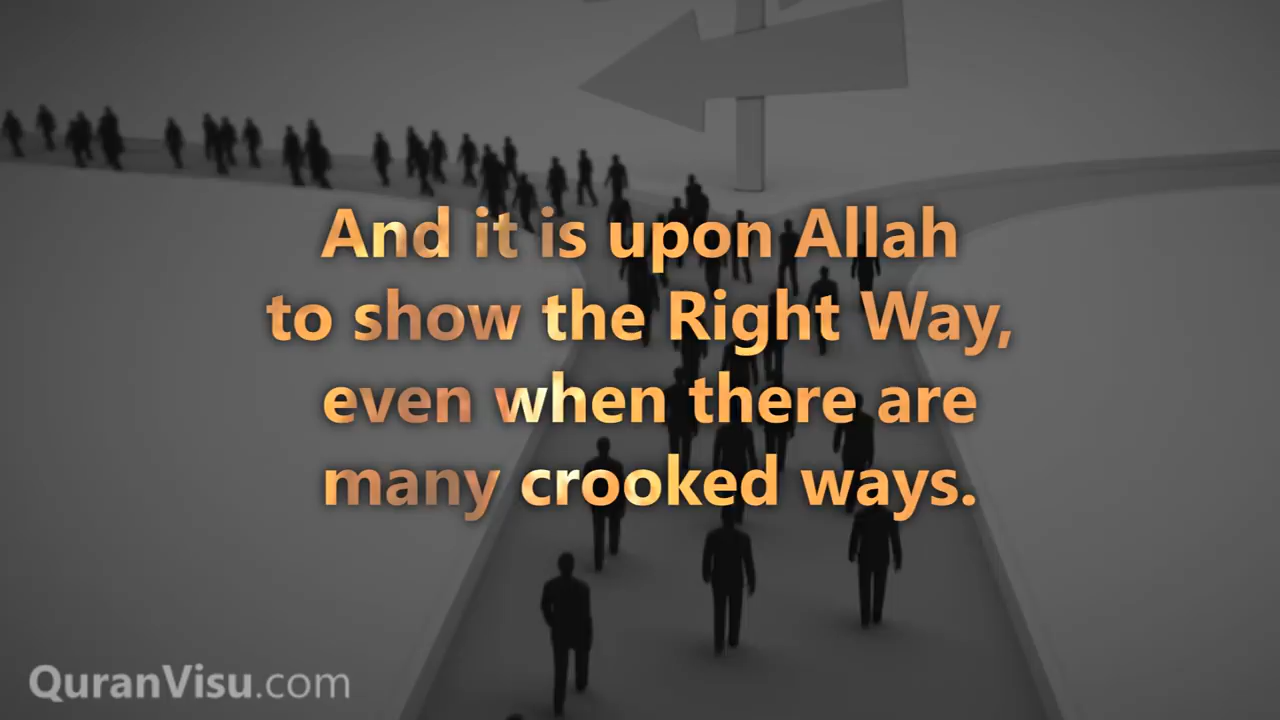 And it is upon Allah
to show the Right Way,
even when there are
many crooked ways.
QuranVisu.com